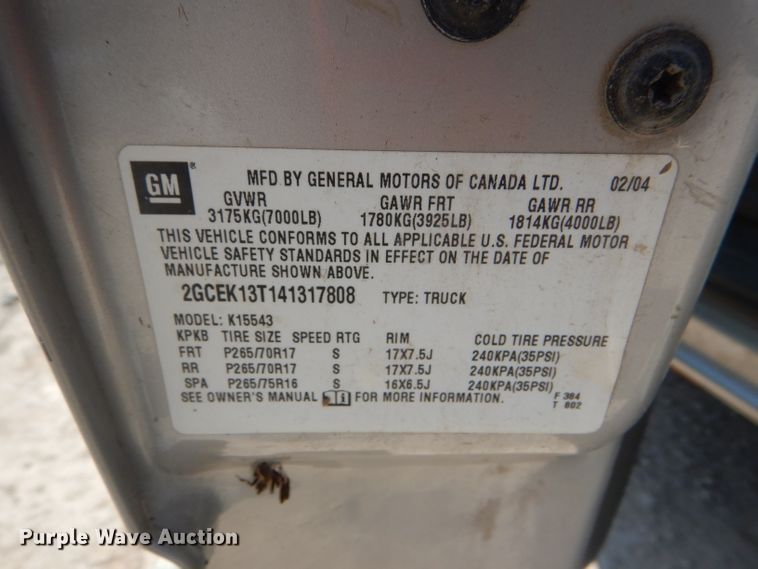 GM ® MFD BY GENERAL MOTORS OF CANADA LTD. 02/04
GVWR GAWR FRT GAWR RR
3175KG(7000LB) 1780KG(3925LB) 1814KG(4000LB)
THIS VEHICLE CONFORMS TO ALL APPLICABLE U.S. FEDERAL MOTOR
VEHICLE SAFETY STANDARDS IN EFFECT ON THE DATE OF
MANUFACTURE SHOWN ABOVE.
2GCEK13T141317808 TYPE: TRUCK
MODEL: K15543
KPKB TIRE SIZE SPEED RTG RIM COLD TIRE PRESSURE
FRT P265/70R17 S 17X7.5J 240KPA(35PSI)
RR P265/70R17 S 17X7.5J 240KPA(35PSI)
SPA P265/75R16 S 16X6.5J 240KPA(35PSI)
SEE OWNER'S MANUAL i FOR MORE INFORMATION. F 384
T 802
Purple Wave Auction